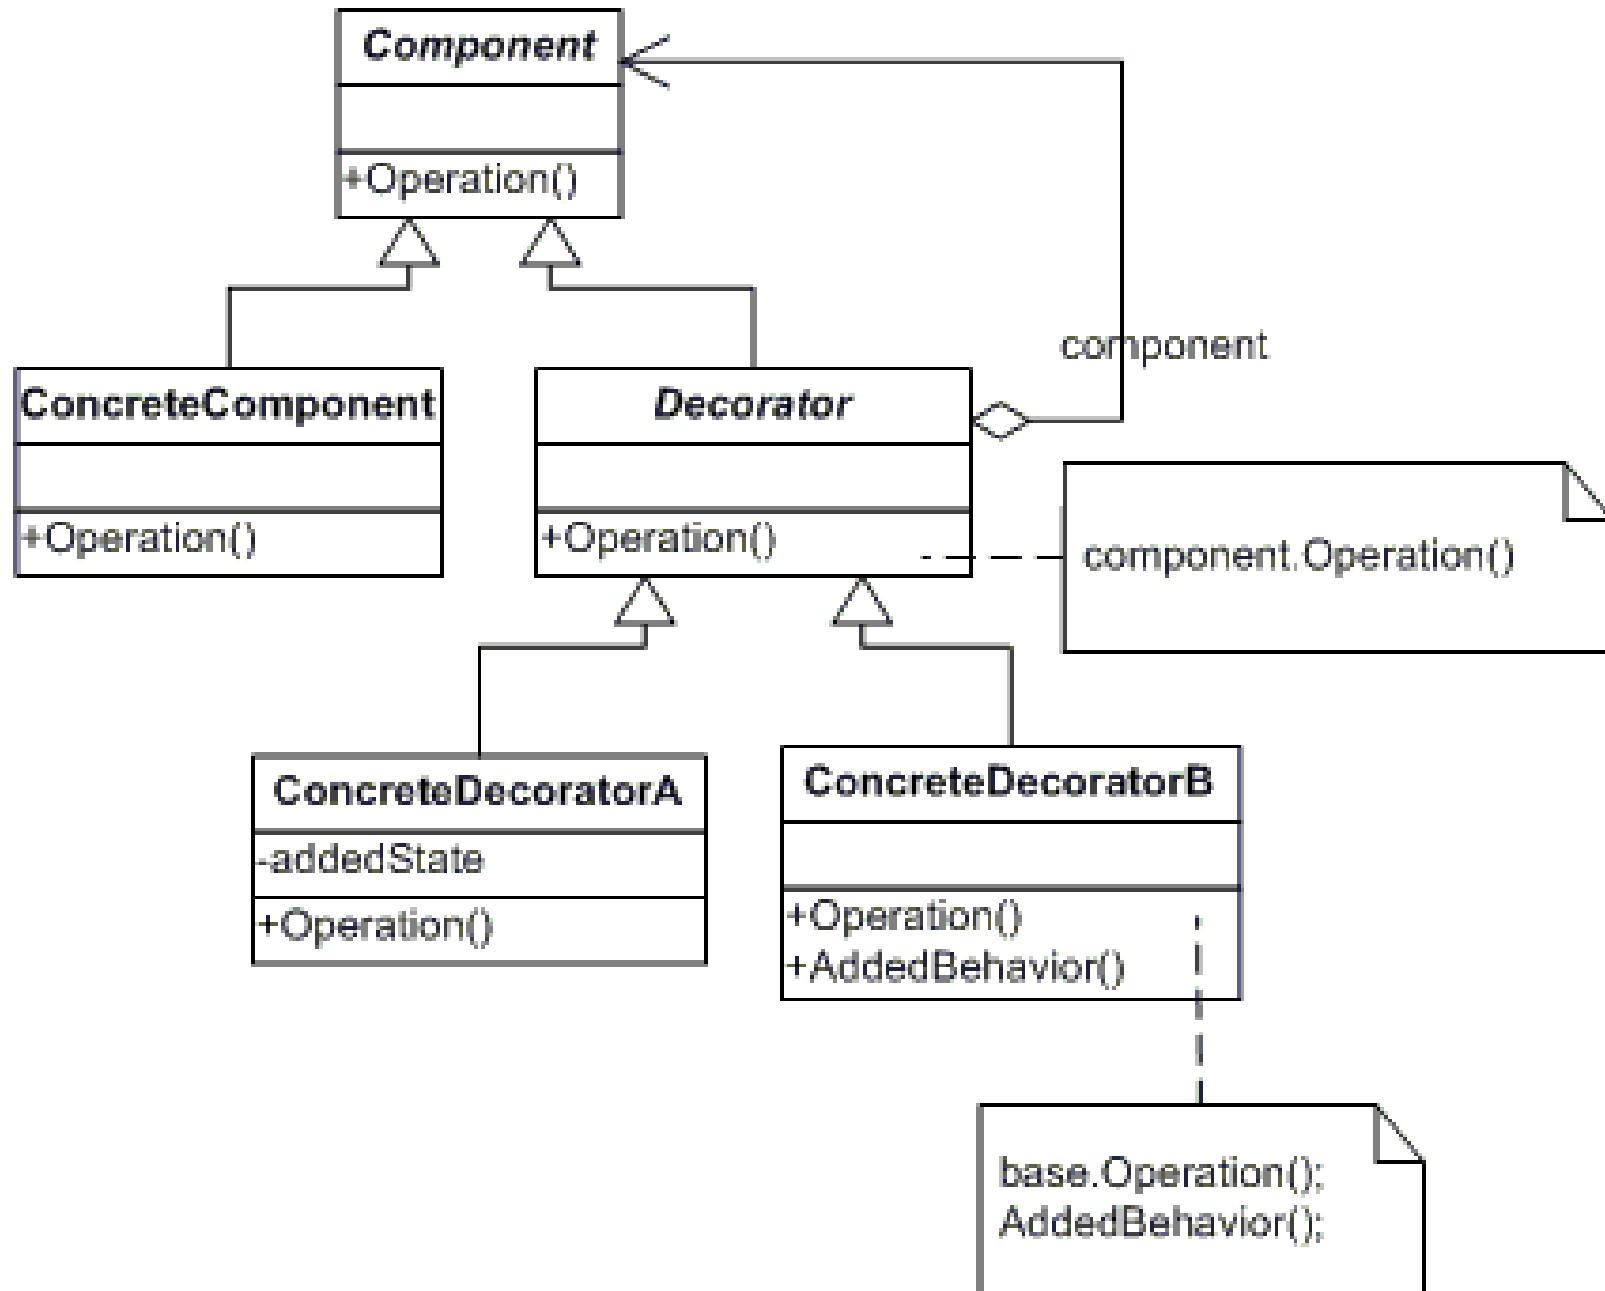 Component
+Operation()
component
ConcreteComponent
+Operation()
Decorator
+Operation()
component.Operation()
ConcreteDecoratorA
-addedState
+Operation()
ConcreteDecoratorB
+Operation()
+AddedBehavior()
base.Operation();
AddedBehavior();